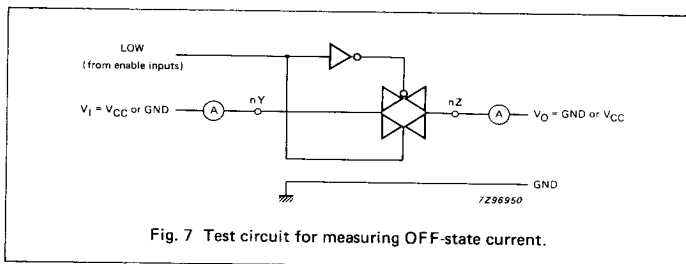 LOW
(from enable inputs)
V_I = V_CC or GND
A
nY
nZ
A
V_O = GND or V_CC
GND
7Z96950
Fig. 7 Test circuit for measuring OFF-state current.